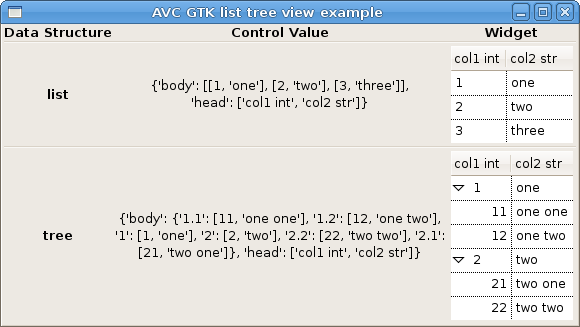 AVC GTK list tree view example
Data Structure Control Value Widget
list
{'body': [[1, 'one'], [2, 'two'], [3, 'three']],
'head': ['col1 int', 'col2 str']}
col1 int col2 str
1 one
2 two
3 three
tree
{'body': {'1.1': [11, 'one one'], '1.2': [12, 'one two'],
'1': [1, 'one'], '2': [2, 'two'], '2.2': [22, 'two two'], '2.1':
[21, 'two one']}, 'head': ['col1 int', 'col2 str']}
col1 int col2 str
1 one
11 one one
12 one two
2 two
21 two one
22 two two